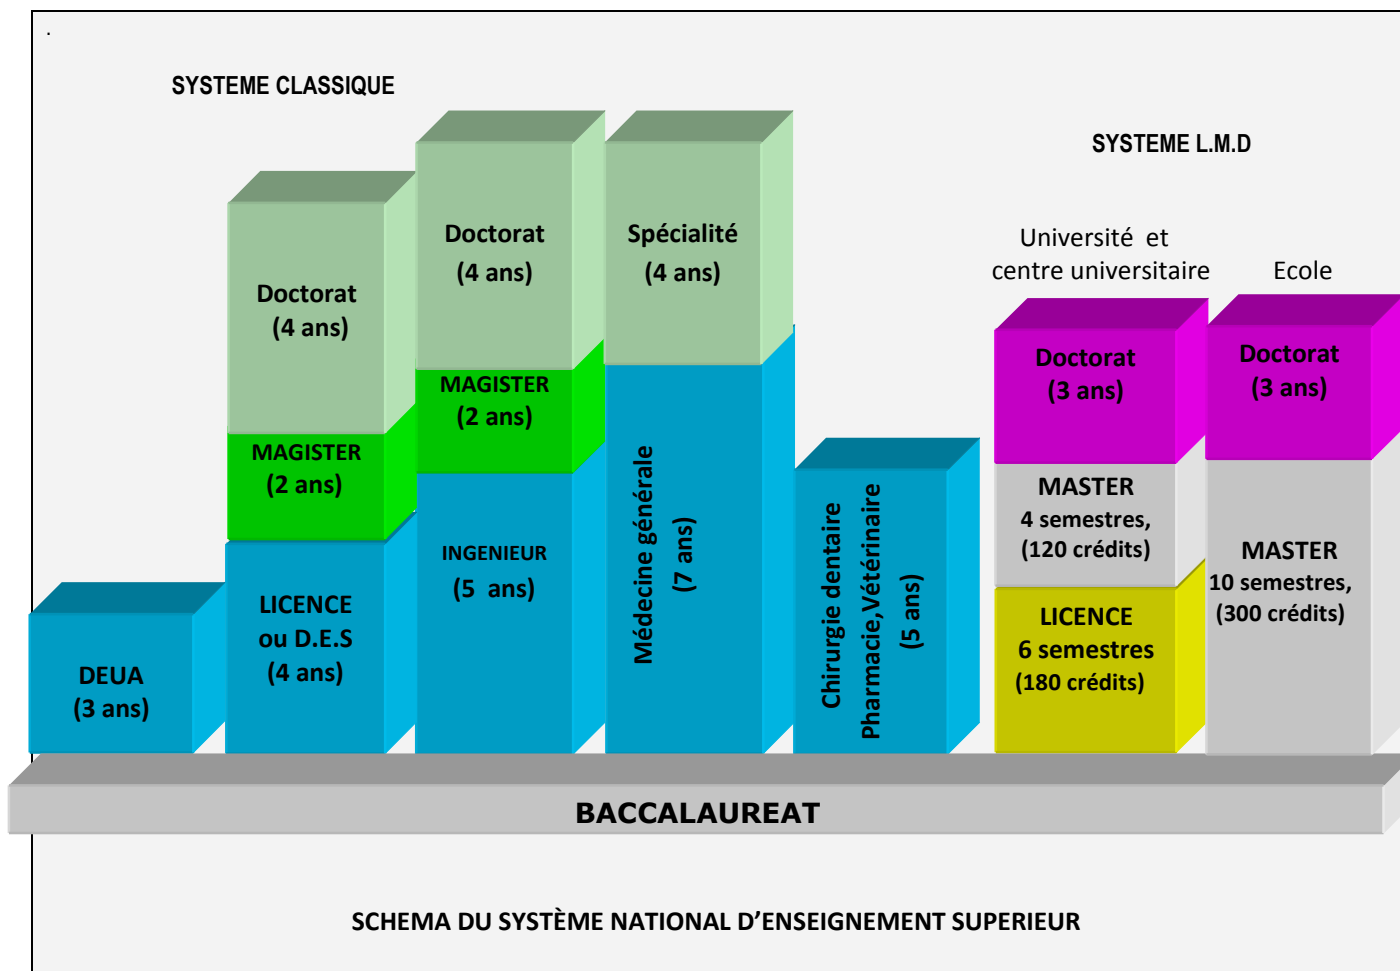 .
SYSTEME CLASSIQUE
SYSTEME L.M.D
Doctorat
(4 ans)
MAGISTER
(2 ans)
LICENCE
ou D.E.S
(4 ans)
DEUA
(3 ans)
Doctorat
(4 ans)
MAGISTER
(2 ans)
INGENIEUR
(5  ans)
Spécialité
(4 ans)
Médecine générale
(7 ans)
Chirurgie dentaire
Pharmacie,Vétérinaire
(5 ans)
Université  et
centre universitaire
Doctorat
(3 ans)
MASTER
4 semestres,
(120 crédits)
LICENCE
6 semestres
(180 crédits)
Ecole
Doctorat
(3 ans)
MASTER
10 semestres,
(300 crédits)
BACCALAUREAT
SCHEMA DU SYSTÈME NATIONAL D’ENSEIGNEMENT SUPERIEUR